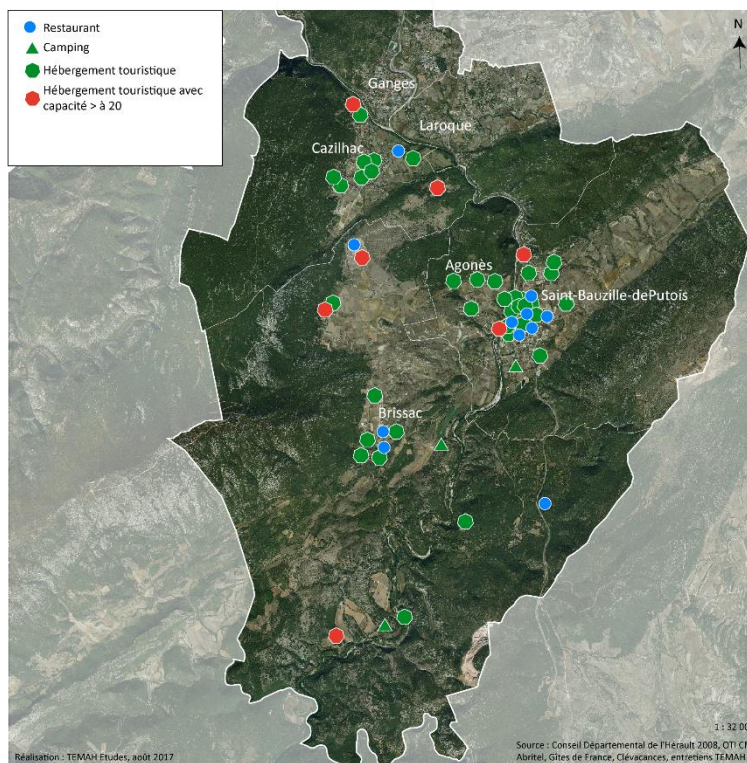 Restaurant
Camping
Hébergement touristique
Hébergement touristique avec
capacité > à 20
N
Ganges
Laroque
Cazilhac
Agonès
Saint-Bauzille-dePutois
Brissac
1 : 32 00
Réalisation : TEMAH Etudes, août 2017
Source : Conseil Départemental de l'Hérault 2008, OTI
Abritel, Gîtes de France, Clévacances, entretiens TEMAH